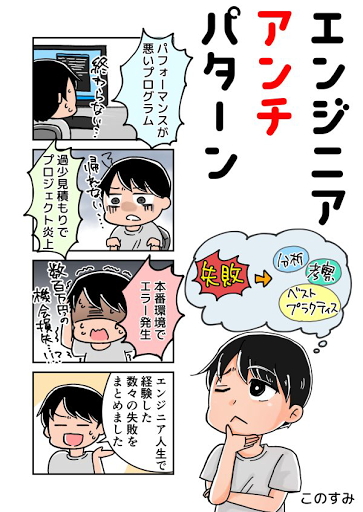 エンジニア
アンチ
パターン
パフォーマンスが
悪いプログラム
終わらない…
過少見積もりで
プロジェクト炎上
帰れない…
本番環境で
エラー発生
数百万円の
機会損失…!?
エンジニア人生で
経験した
数々の失敗を
まとめました
失敗
分析
考察
ベスト
プラクティス
このすみ